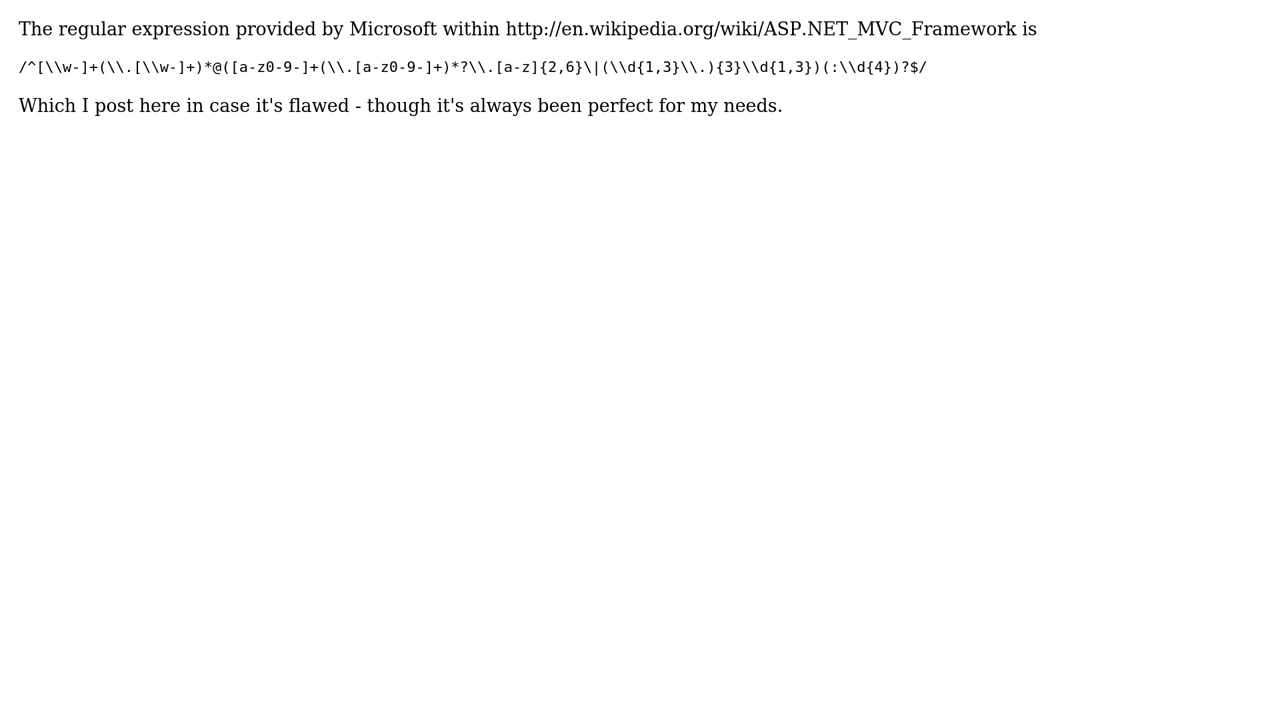 The regular expression provided by Microsoft within http://en.wikipedia.org/wiki/ASP.NET_MVC_Framework is
/^[\\w-]+(\\.[\\w-]+)*@([a-z0-9-]+(\\.[a-z0-9-]+)*?\\.[a-z]{2,6}\|(\\d{1,3}\\.){3}\\d{1,3})(:\\d{4})?$/
Which I post here in case it's flawed - though it's always been perfect for my needs.